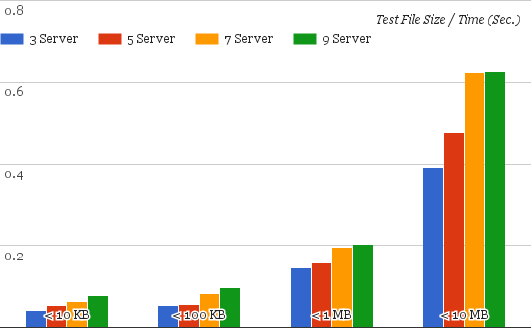 0.8
Test File Size / Time (Sec.)
3 Server 5 Server 7 Server 9 Server
0.6
0.4
0.2
< 10 KB < 100 KB < 1 MB < 10 MB